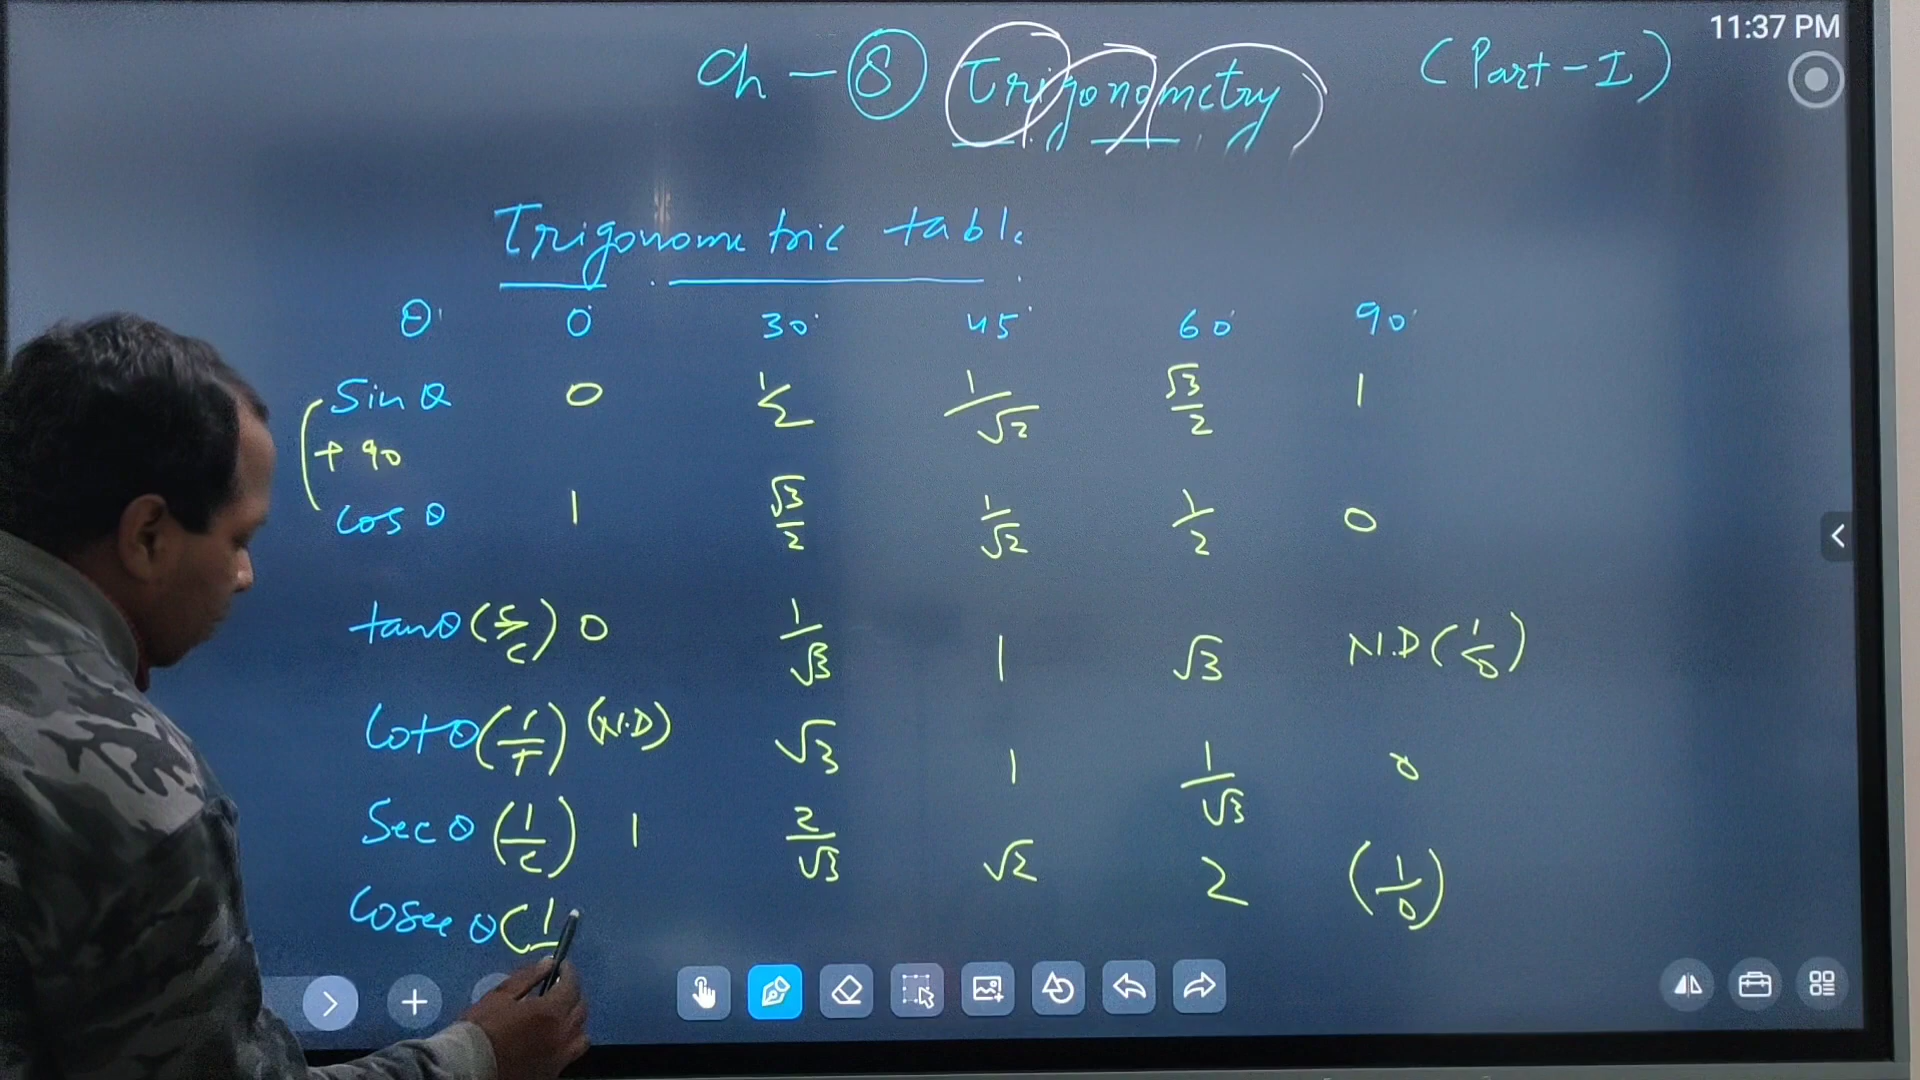 11:37 PM
Ch - 8 Trigonometry (Part - I)
Trigonometric table
θ 0° 30° 45° 60° 90°
Sin θ 0 1/2 1/√2 √3/2 1
+ 90
Cos θ 1 √3/2 1/√2 1/2 0
tan θ (S/C) 0 1/√3 1 √3 N.D (1/0)
Cot θ (1/T) (N.D) √3 1 1/√3 0
Sec θ (1/C) 1 2/√3 √2 2 (1/0)
Cosec θ (1